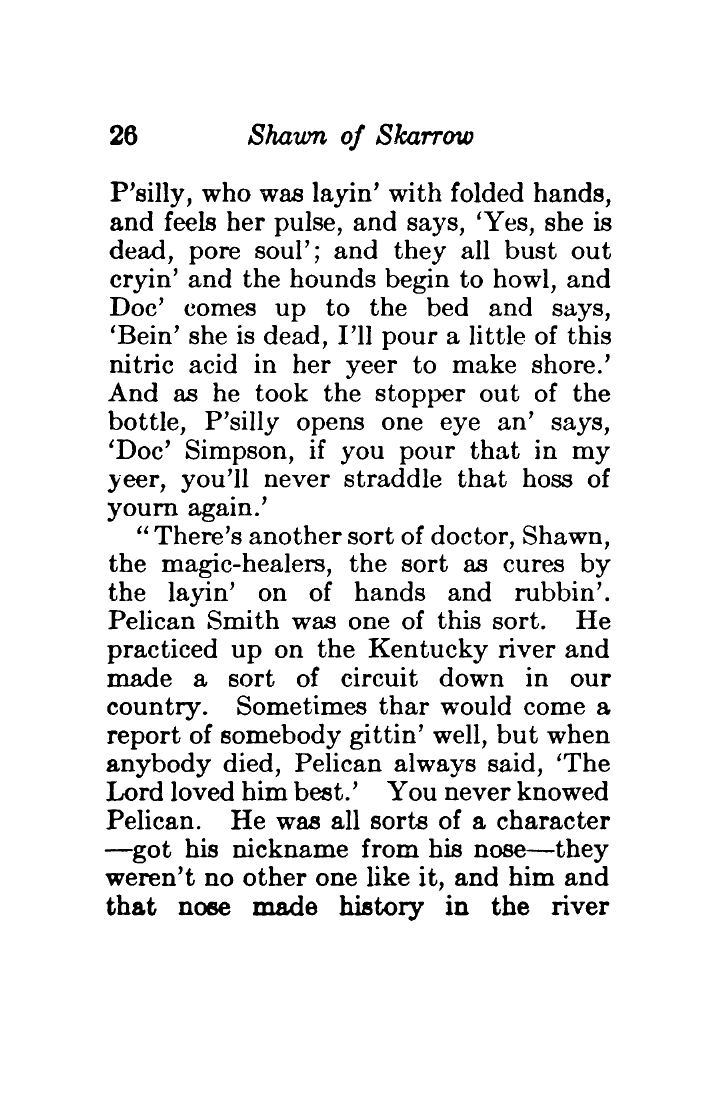 26 Shawn of Skarrow
P'silly, who was layin' with folded hands,
and feels her pulse, and says, ‘Yes, she is
dead, pore soul’; and they all bust out
cryin' and the hounds begin to howl, and
Doc' comes up to the bed and says,
‘Bein' she is dead, I'll pour a little of this
nitric acid in her yeer to make shore.’
And as he took the stopper out of the
bottle, P'silly opens one eye an' says,
‘Doc' Simpson, if you pour that in my
yeer, you'll never straddle that hoss of
yourn again.’
“There's another sort of doctor, Shawn,
the magic-healers, the sort as cures by
the layin' on of hands and rubbin'.
Pelican Smith was one of this sort. He
practiced up on the Kentucky river and
made a sort of circuit down in our
country. Sometimes thar would come a
report of somebody gittin' well, but when
anybody died, Pelican always said, ‘The
Lord loved him best.’ You never knowed
Pelican. He was all sorts of a character
—got his nickname from his nose—they
weren't no other one like it, and him and
that nose made history in the river